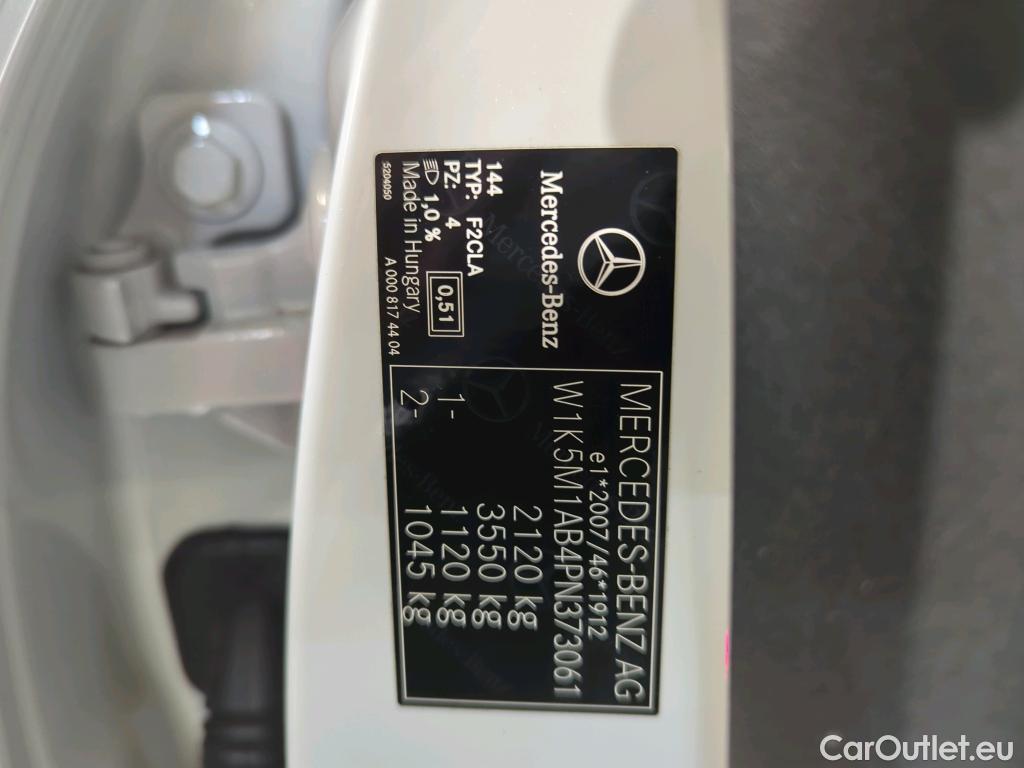 Mercedes-Benz
144
TYP: F2CLA
PZ: 4
1,0 % 0,51
Made in Hungary
5204050 A 000 817 44 04
MERCEDES-BENZ AG
e1*2007/46*1912
W1K5M1AB4PN373061
2120 kg
3550 kg
1- 1120 kg
2- 1045 kg
CarOutlet.eu